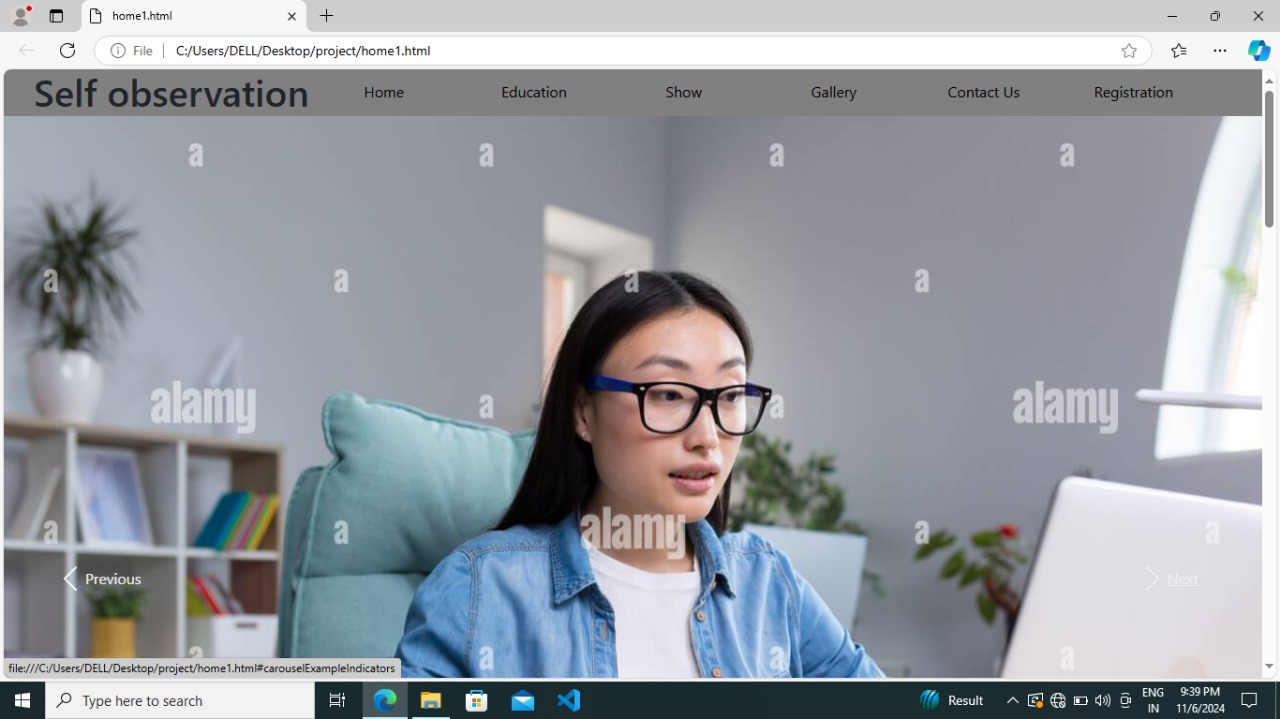 home1.html
File
C:/Users/DELL/Desktop/project/home1.html
Self observation
Home
Education
Show
Gallery
Contact Us
Registration
a a a a
a a a a
alamy a a alamy
a a alamy a a
Previous
Next
a a a
file:///C:/Users/DELL/Desktop/project/home1.html#carouselExampleIndicators
Type here to search
Result
ENG
IN
9:39 PM
11/6/2024